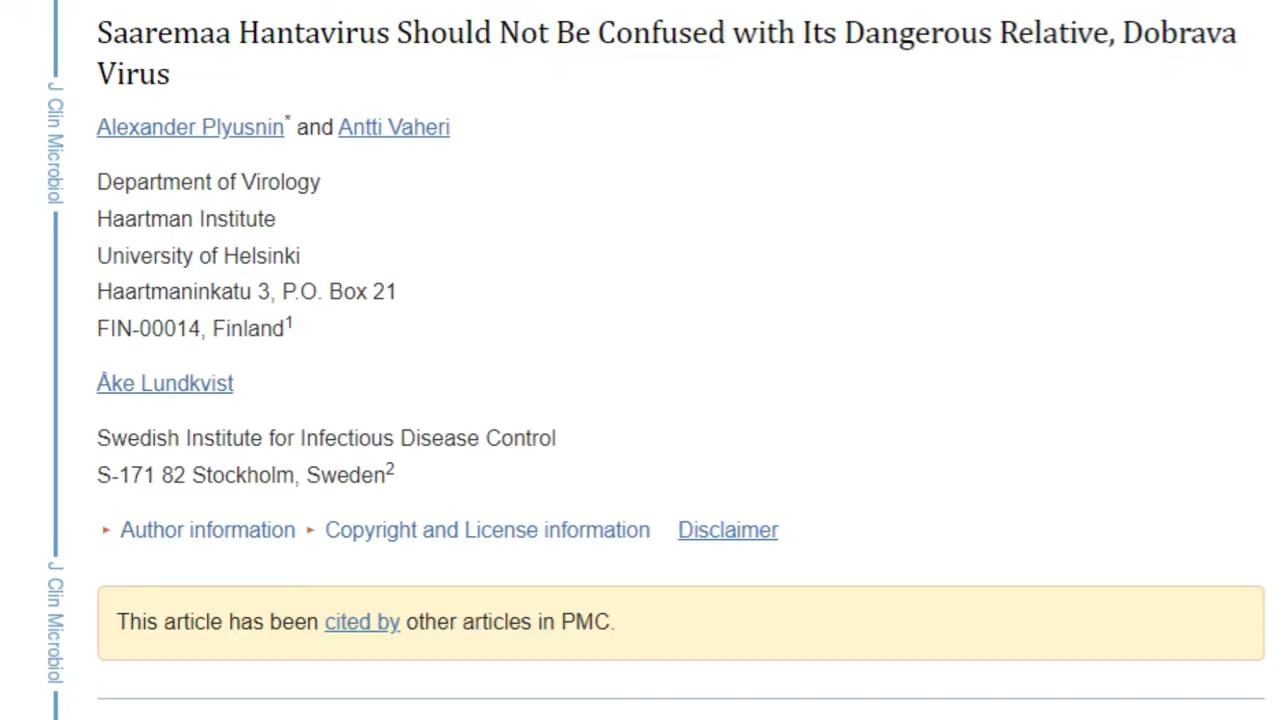 Saaremaa Hantavirus Should Not Be Confused with Its Dangerous Relative, Dobrava
Virus
Alexander Plyusnin* and Antti Vaheri
Department of Virology
Haartman Institute
University of Helsinki
Haartmaninkatu 3, P.O. Box 21
FIN-00014, Finland1
Åke Lundkvist
Swedish Institute for Infectious Disease Control
S-171 82 Stockholm, Sweden2
▸ Author information ▸ Copyright and License information Disclaimer
This article has been cited by other articles in PMC.
J Clin Microbiol
J Clin Microbiol